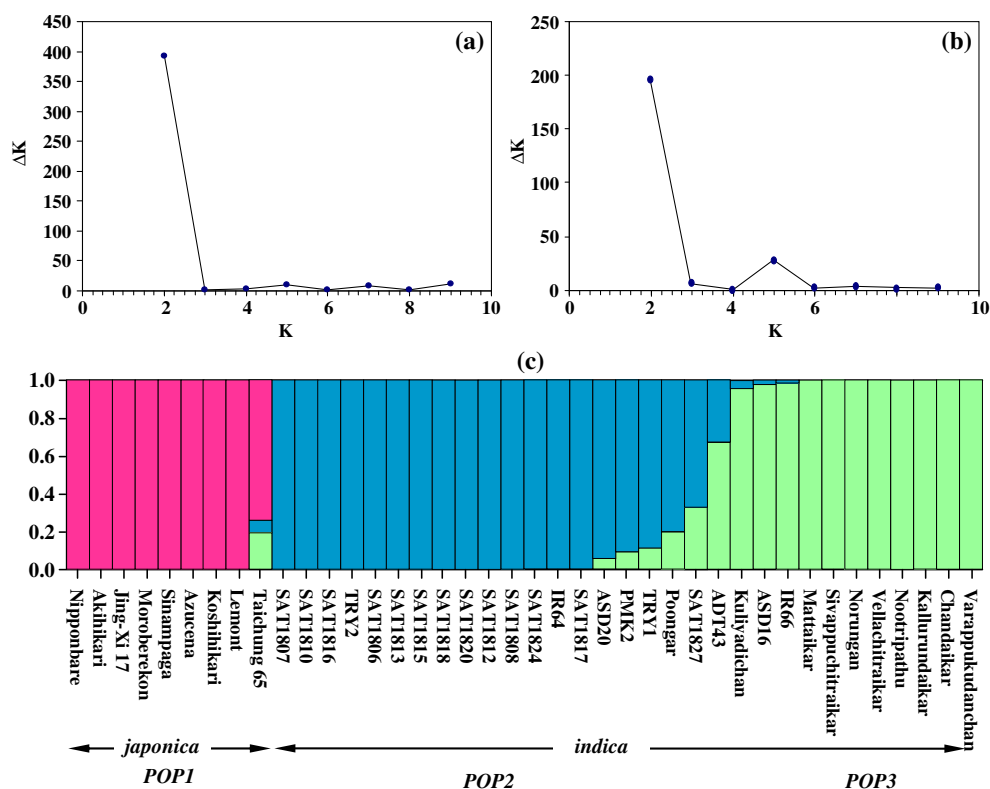 (a)
450
400
350
300
250
200
150
100
50
0
ΔK
0 2 4 6 8 10
K
(b)
250
200
150
100
50
0
ΔK
0 2 4 6 8 10
K
(c)
1.0
0.8
0.6
0.4
0.2
0.0
Nipponbare
Akihikari
Jing-Xi 17
Moroberekon
Sinampaga
Azucena
Koshihikari
Lemont
Taichung 65
SAT1807
SAT1810
SAT1816
TRY2
SAT1806
SAT1813
SAT1815
SAT1818
SAT1820
SAT1812
SAT1808
SAT1824
IR64
SAT1817
ASD20
PMK2
TRY1
Poongar
SAT1827
ADT43
Kuliyadichan
ASD16
IR66
Mattaikar
Sivappuchitraikar
Norungan
Vellachitraikar
Nootripathu
Kallurundaikar
Chandaikar
Varappukudanchan
japonica indica
POP1 POP2 POP3